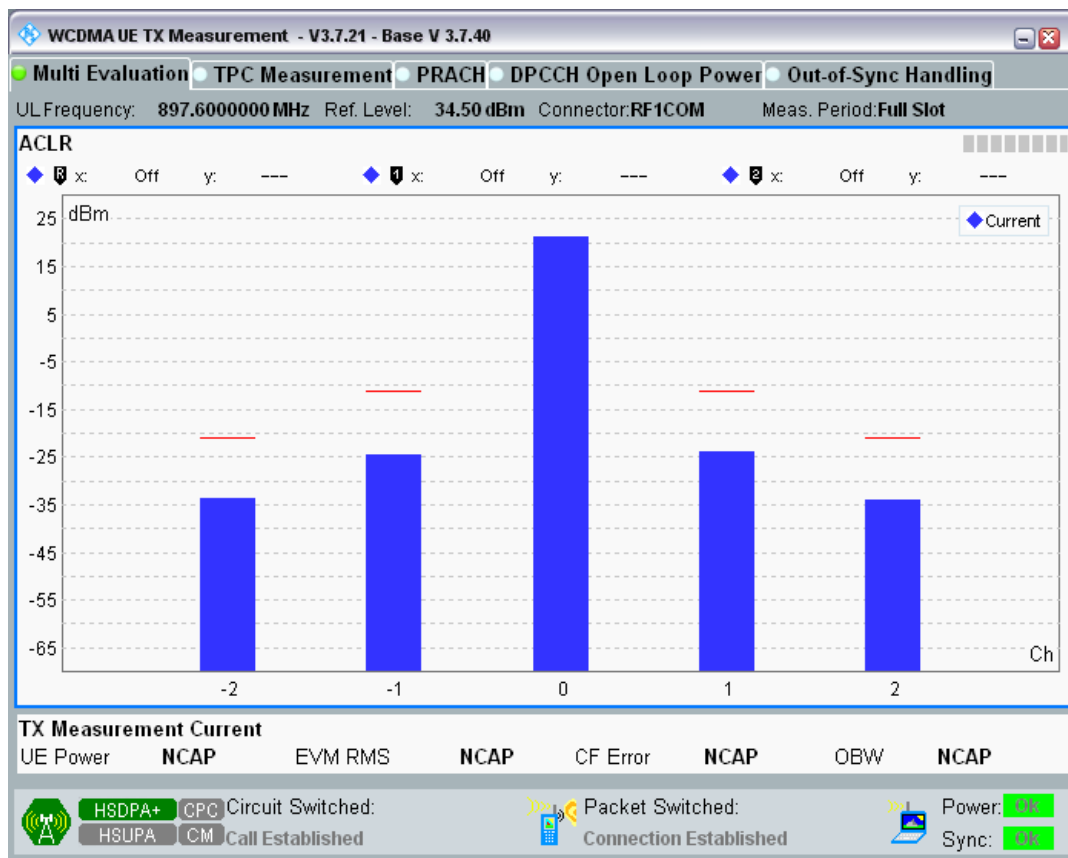 WCDMA UE TX Measurement - V3.7.21 - Base V 3.7.40
Multi Evaluation TPC Measurement PRACH DPCCH Open Loop Power Out-of-Sync Handling
UL Frequency: 897.6000000 MHz Ref. Level: 34.50 dBm Connector:RF1COM Meas. Period:Full Slot
ACLR
R x: Off y: --- 1 x: Off y: --- 2 x: Off y: ---
dBm
Current
25
15
5
-5
-15
-25
-35
-45
-55
-65
Ch
-2 -1 0 1 2
TX Measurement Current
UE Power NCAP EVM RMS NCAP CF Error NCAP OBW NCAP
HSDPA+ CPC Circuit Switched: Packet Switched: Power: OK
HSUPA CM Call Established Connection Established Sync: OK